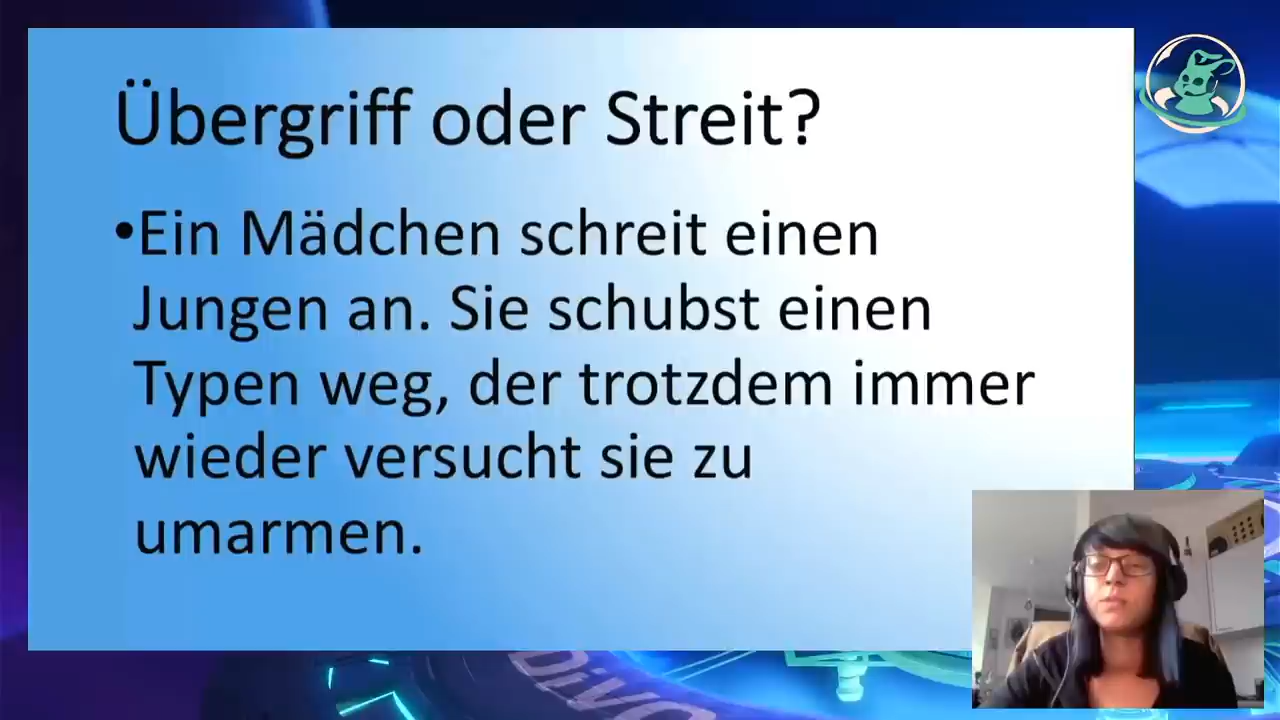 Übergriff oder Streit?
•Ein Mädchen schreit einen
Jungen an. Sie schubst einen
Typen weg, der trotzdem immer
wieder versucht sie zu
umarmen.